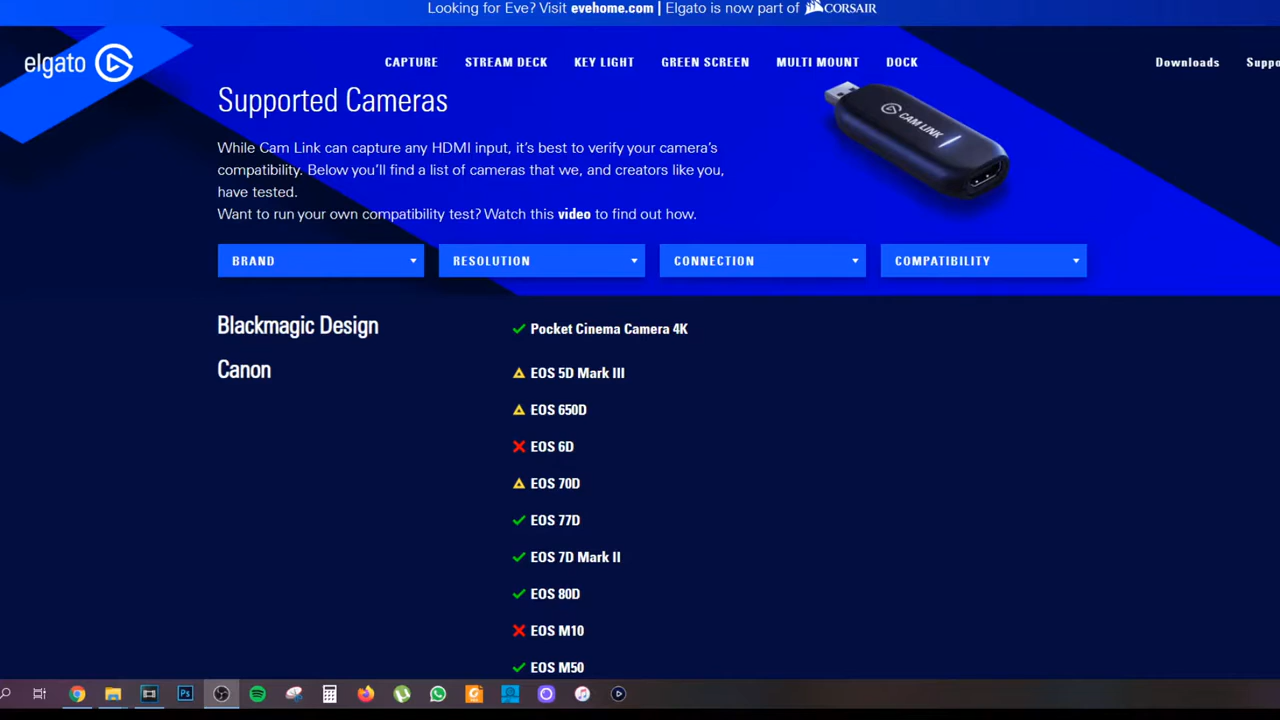 Looking for Eve? Visit evehome.com | Elgato is now part of CORSAIR
elgato
CAPTURE STREAM DECK KEY LIGHT GREEN SCREEN MULTI MOUNT DOCK Downloads Suppo
Supported Cameras
CAM LINK
While Cam Link can capture any HDMI input, it's best to verify your camera's
compatibility. Below you'll find a list of cameras that we, and creators like you,
have tested.
Want to run your own compatibility test? Watch this video to find out how.
BRAND RESOLUTION CONNECTION COMPATIBILITY
Blackmagic Design Pocket Cinema Camera 4K
Canon EOS 5D Mark III
EOS 650D
EOS 6D
EOS 70D
EOS 77D
EOS 7D Mark II
EOS 80D
EOS M10
EOS M50
Ps